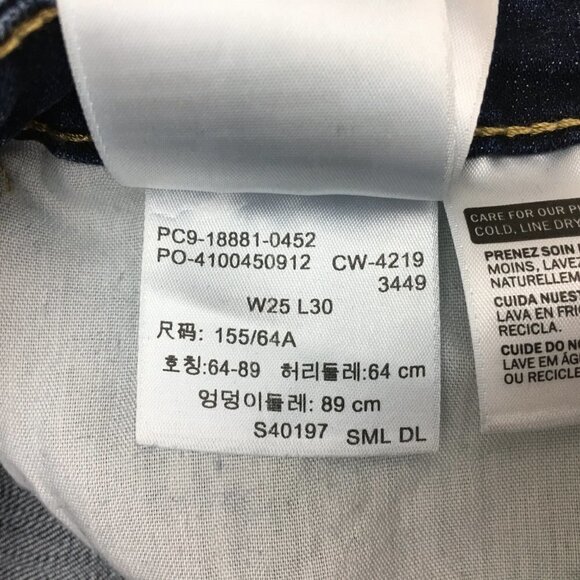 PC9-18881-0452
PO-4100450912 CW-4219
3449
W25 L30
尺码: 155/64A
호칭:64-89 허리둘레:64 cm
엉덩이둘레: 89 cm
S40197 SML DL
CARE FOR OUR
COLD, LINE DRY
PRENEZ SOIN
MOINS, LAVEZ
NATURELLEM
CUIDA NUEST
LAVA EN FRI
RECICLA.
CUIDE DO NO
LAVE EM ÁG
OU RECICLE